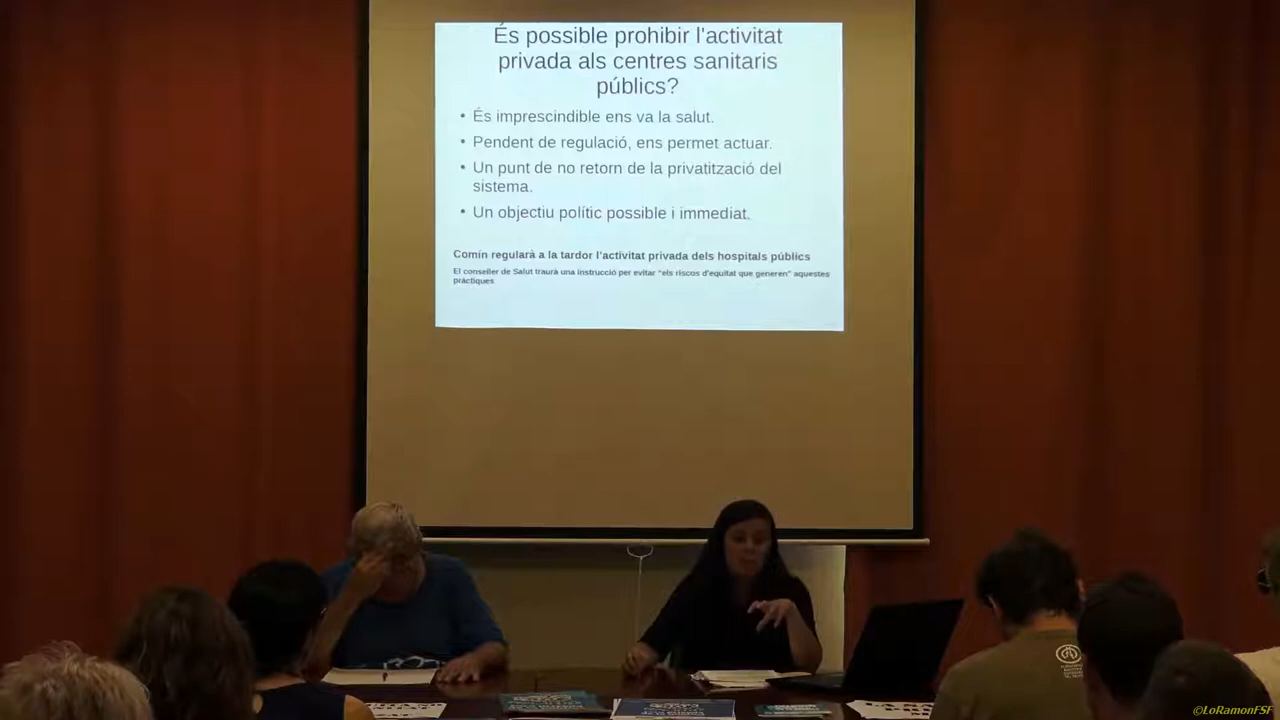 És possible prohibir l'activitat
privada als centres sanitaris
públics?
• És imprescindible ens va la salut.
• Pendent de regulació, ens permet actuar.
• Un punt de no retorn de la privatització del
sistema.
• Un objectiu polític possible i immediat.
Comín regularà a la tardor l'activitat privada dels hospitals públics
El conseller de Salut traurà una instrucció per evitar "els riscos d'equitat que generen" aquestes
pràctiques
©LoRamonFSF